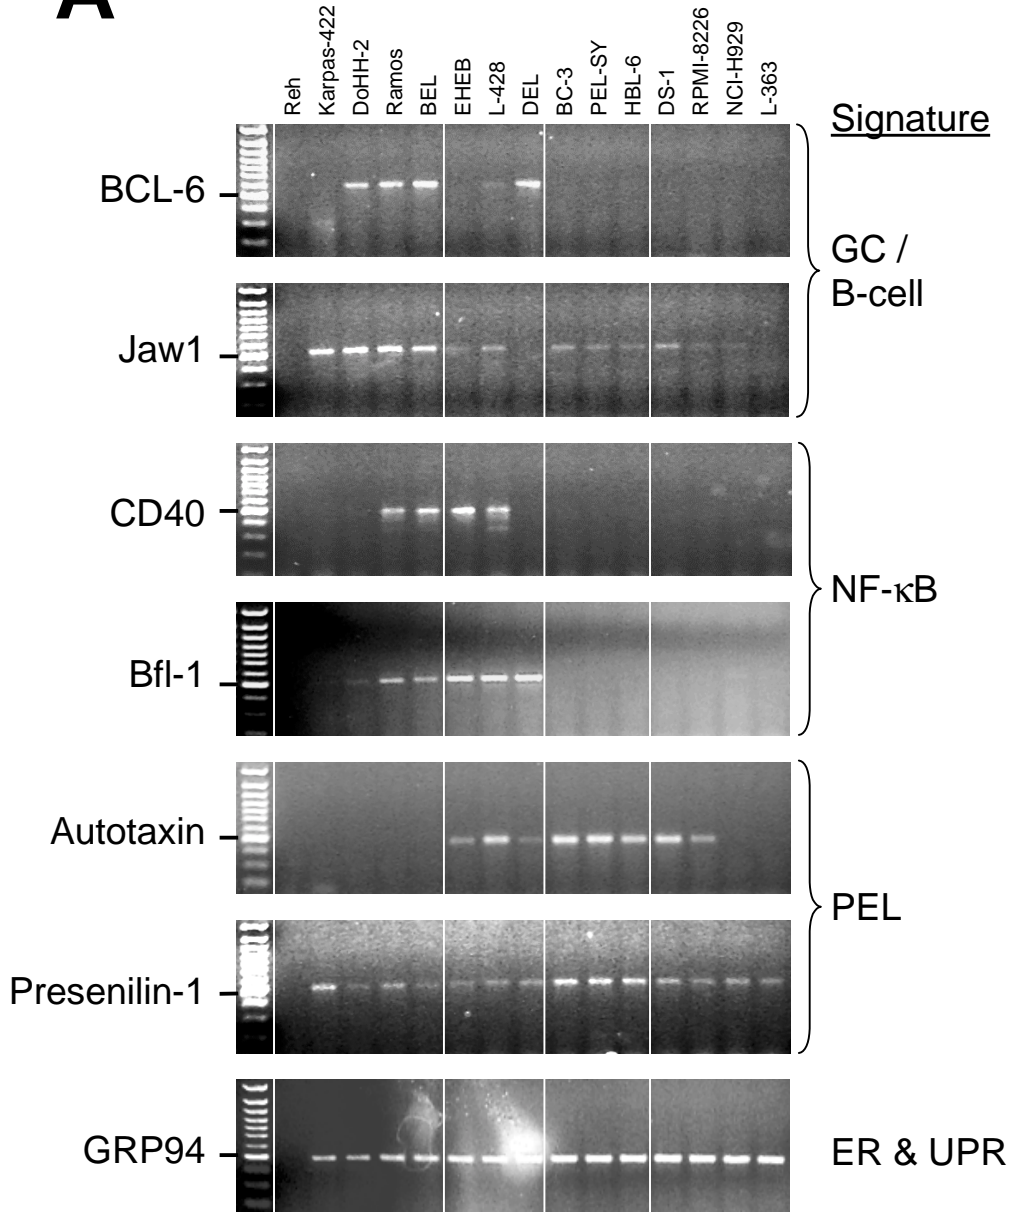 A
Reh
Karpas-422
DoHH-2
Ramos
BEL
EHEB
L-428
DEL
BC-3
PEL-SY
HBL-6
DS-1
RPMI-8226
NCI-H929
L-363
Signature
BCL-6
GC /
B-cell
Jaw1
CD40
NF-κB
Bfl-1
Autotaxin
PEL
Presenilin-1
GRP94
ER & UPR